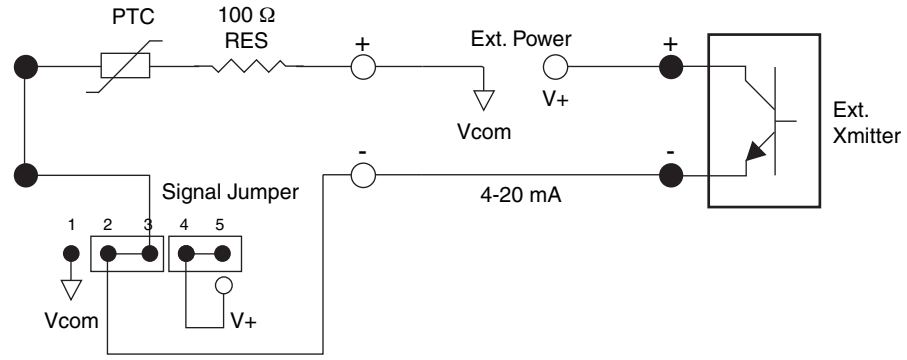 PTC
100 Ω
RES
+
Ext. Power
+
V+
Vcom
Ext.
Xmitter
-
-
4-20 mA
Signal Jumper
1 2 3 4 5
Vcom
V+